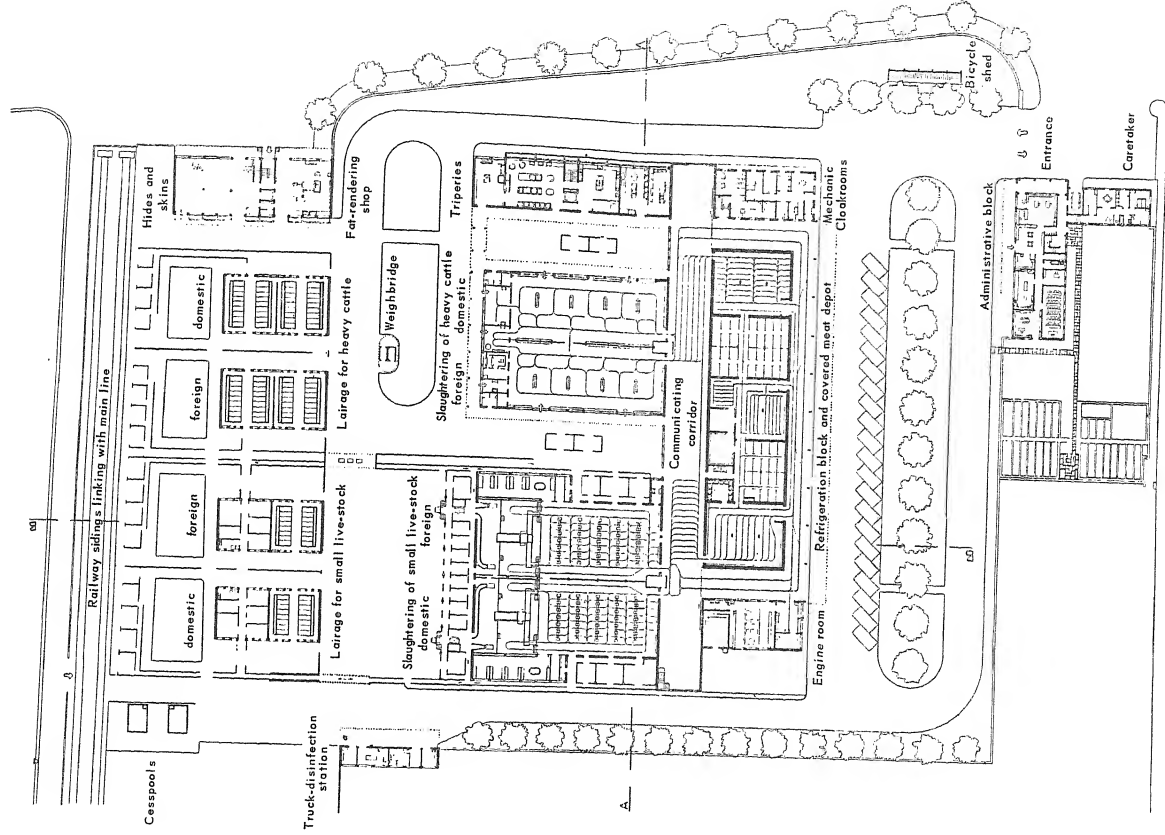 Railway sidings linking with main line
B
Cesspools
domestic
foreign
foreign
domestic
Hides and
skins
Lairage for small live-stock
Lairage for heavy cattle
Fat-rendering
shop
Weighbridge
Truck-disinfection
station
Slaughtering of small live-stock
domestic
foreign
Slaughtering of heavy cattle
foreign
domestic
Triperies
A
A
Communicating
corridor
Engine room
Refrigration block and covered meat depot
Mechanic
Cloakrooms
Bicycle
shed
B
Administrative block
Entrance
Caretaker